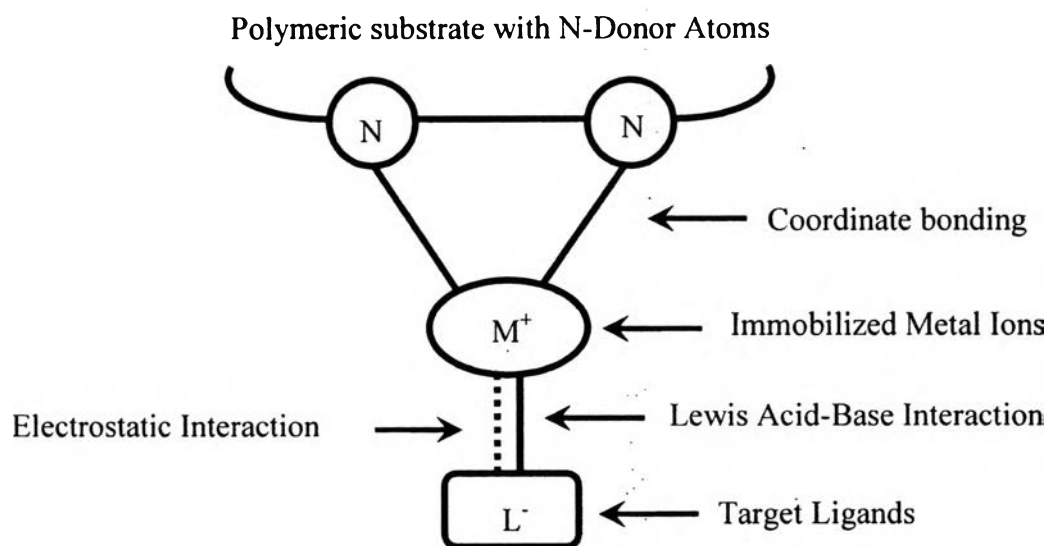 Polymeric substrate with N-Donor Atoms
N
N
Coordinate bonding
M⁺
Immobilized Metal Ions
Electrostatic Interaction
Lewis Acid-Base Interaction
L⁻
Target Ligands